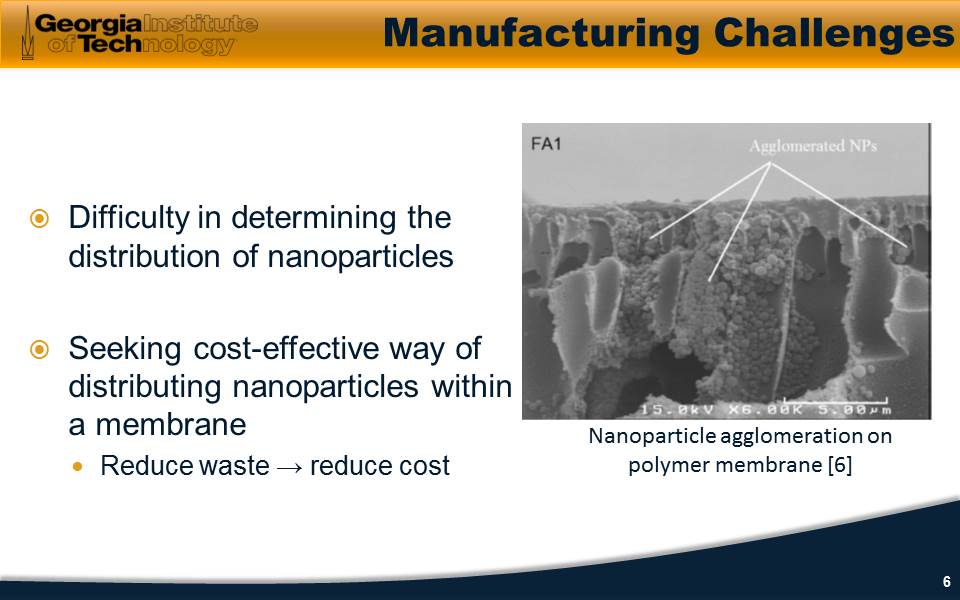 Georgia Institute
of Technology
Manufacturing Challenges
Difficulty in determining the
distribution of nanoparticles
Seeking cost-effective way of
distributing nanoparticles within
a membrane
Reduce waste → reduce cost
FA1
Agglomerated NPs
15.0kV X6.00K 5.00µm
Nanoparticle agglomeration on
polymer membrane [6]
6